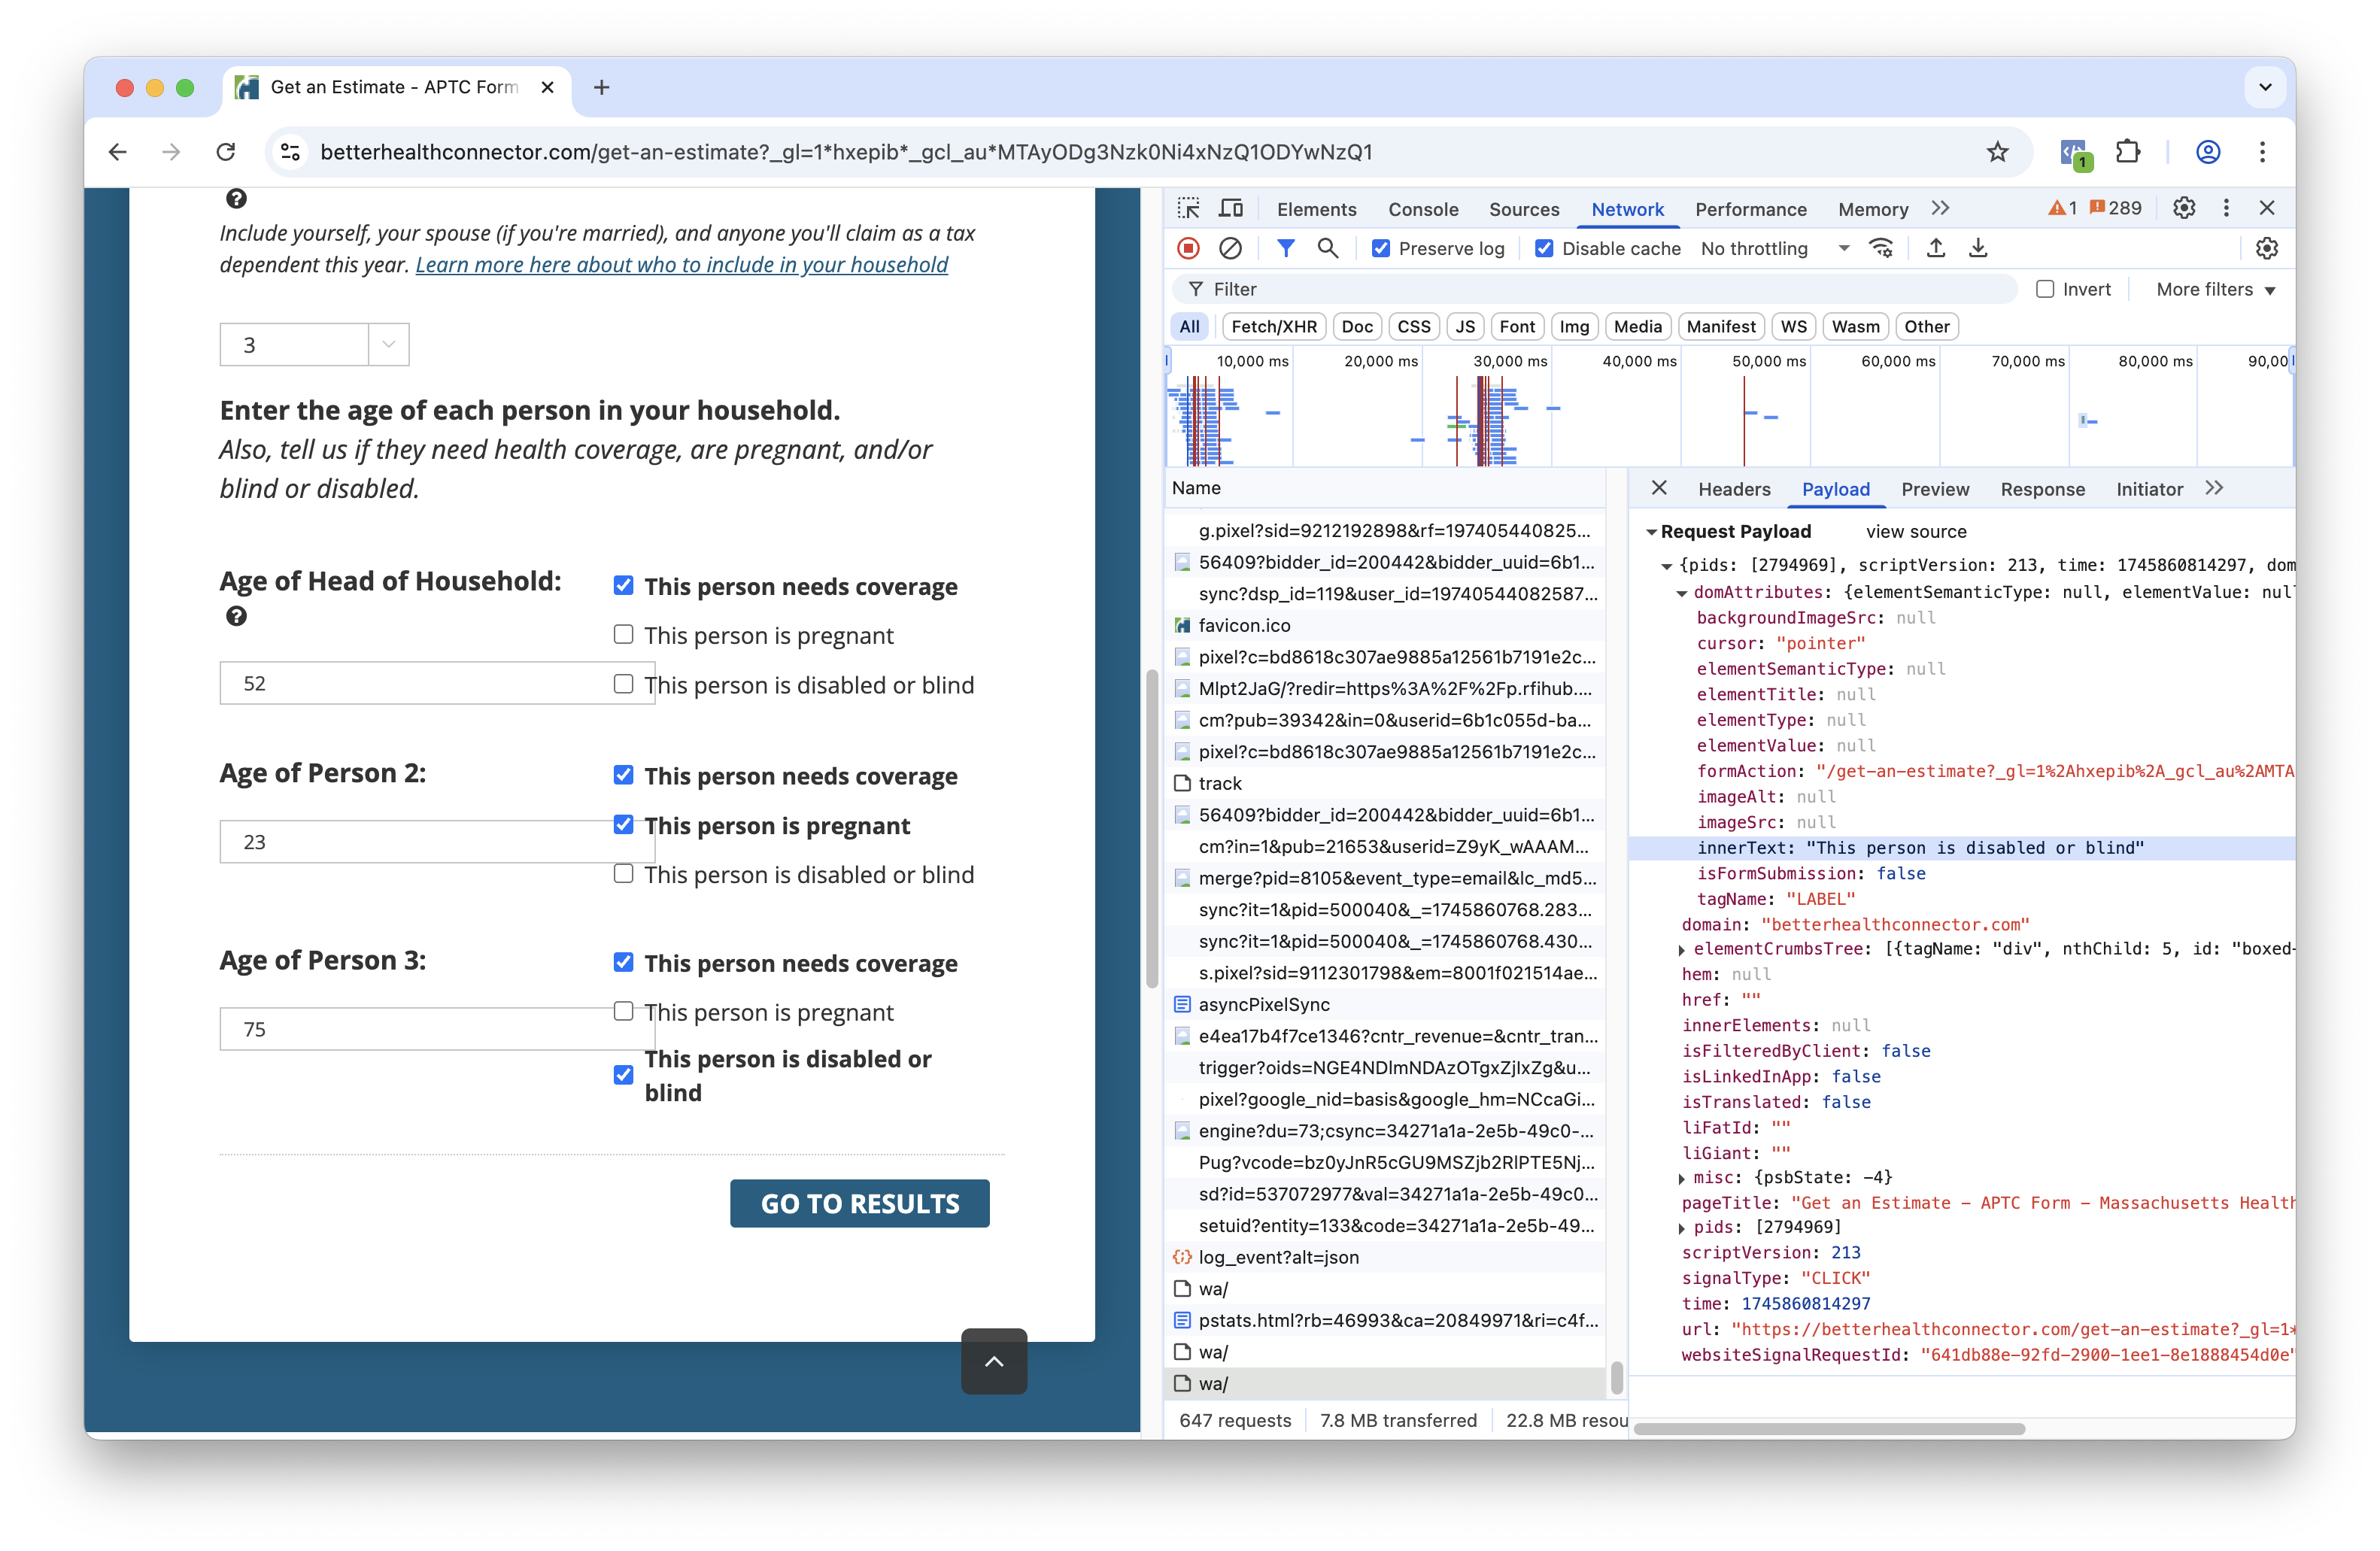 Get an Estimate - APTC Form
betterhealthconnector.com/get-an-estimate?_gl=1*hxepib*_gcl_au*MTAyODg3Nzk0Ni4xNzQ1ODYwNzQ1
1
Include yourself, your spouse (if you're married), and anyone you'll claim as a tax
dependent this year. Learn more here about who to include in your household
3
Enter the age of each person in your household.
Also, tell us if they need health coverage, are pregnant, and/or
blind or disabled.
Age of Head of Household:
52
This person needs coverage
This person is pregnant
This person is disabled or blind
Age of Person 2:
23
This person needs coverage
This person is pregnant
This person is disabled or blind
Age of Person 3:
75
This person needs coverage
This person is pregnant
This person is disabled or
blind
GO TO RESULTS
Elements Console Sources Network Performance Memory 1 289
Preserve log Disable cache No throttling
Filter Invert More filters
All Fetch/XHR Doc CSS JS Font Img Media Manifest WS Wasm Other
10,000 ms 20,000 ms 30,000 ms 40,000 ms 50,000 ms 60,000 ms 70,000 ms 80,000 ms 90,00
Name
g.pixel?sid=9212192898&rf=197405440825...
56409?bidder_id=200442&bidder_uuid=6b1...
sync?dsp_id=119&user_id=19740544082587...
favicon.ico
pixel?c=bd8618c307ae9885a12561b7191e2c...
MIpt2JaG/?redir=https%3A%2F%2Fp.rfihub....
cm?pub=39342&in=0&userid=6b1c055d-ba...
pixel?c=bd8618c307ae9885a12561b7191e2c...
track
56409?bidder_id=200442&bidder_uuid=6b1...
cm?in=1&pub=21653&userid=Z9yK_wAAAM...
merge?pid=8105&event_type=email&lc_md5...
sync?it=1&pid=500040&_=1745860768.283...
sync?it=1&pid=500040&_=1745860768.430...
s.pixel?sid=9112301798&em=8001f021514ae...
asyncPixelSync
e4ea17b4f7ce1346?cntr_revenue=&cntr_tran...
trigger?oids=NGE4NDlmNDAzOTgxZjIxZg&u...
pixel?google_nid=basis&google_hm=NCcaGi...
engine?du=73;csync=34271a1a-2e5b-49c0-...
Pug?vcode=bz0yJnR5cGU9MSZjb2RlPTE5Nj...
sd?id=537072977&val=34271a1a-2e5b-49c0...
setuid?entity=133&code=34271a1a-2e5b-49...
log_event?alt=json
wa/
pstats.html?rb=46993&ca=20849971&ri=c4f...
wa/
wa/
647 requests 7.8 MB transferred 22.8 MB resou
Headers Payload Preview Response Initiator
Request Payload view source
{pids: [2794969], scriptVersion: 213, time: 1745860814297, dom
domAttributes: {elementSemanticType: null, elementValue: nul
backgroundImageSrc: null
cursor: "pointer"
elementSemanticType: null
elementTitle: null
elementType: null
elementValue: null
formAction: "/get-an-estimate?_gl=1%2Ahxepib%2A_gcl_au%2AMTA
imageAlt: null
imageSrc: null
innerText: "This person is disabled or blind"
isFormSubmission: false
tagName: "LABEL"
domain: "betterhealthconnector.com"
elementCrumbsTree: [{tagName: "div", nthChild: 5, id: "boxed-
hem: null
href: ""
innerElements: null
isFilteredByClient: false
isLinkedInApp: false
isTranslated: false
liFatId: ""
liGiant: ""
misc: {psbState: -4}
pageTitle: "Get an Estimate - APTC Form - Massachusetts Health
pids: [2794969]
scriptVersion: 213
signalType: "CLICK"
time: 1745860814297
url: "https://betterhealthconnector.com/get-an-estimate?_gl=1*
websiteSignalRequestId: "641db88e-92fd-2900-1ee1-8e1888454d0e"